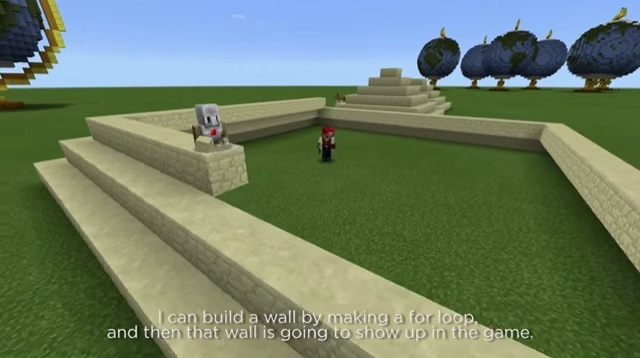 I can build a wall by making a for loop,
and then that wall is going to show up in the game.